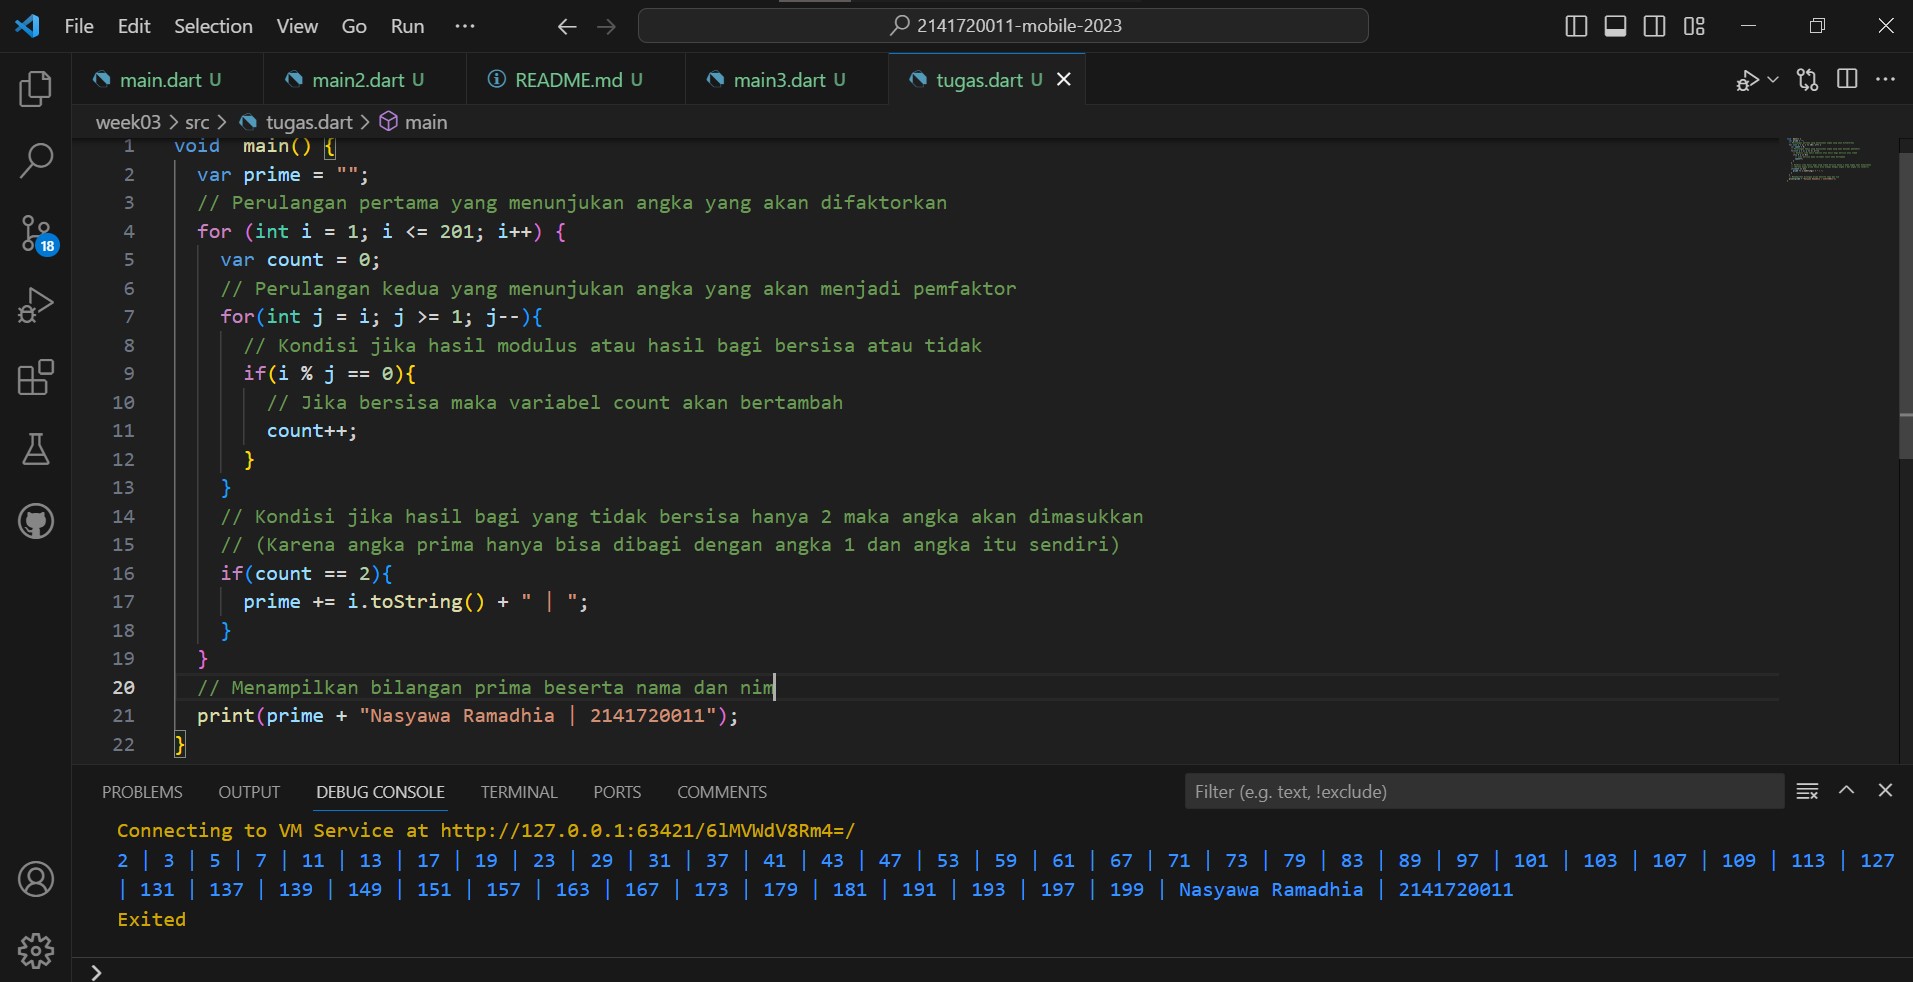 File Edit Selection View Go Run ··· 2141720011-mobile-2023
main.dart U main2.dart U README.md U main3.dart U tugas.dart U
week03 > src > tugas.dart > main
1 void  main() {
2   var prime = "";
3   // Perulangan pertama yang menunjukan angka yang akan difaktorkan
4   for (int i = 1; i <= 201; i++) {
5     var count = 0;
6     // Perulangan kedua yang menunjukan angka yang akan menjadi pemfaktor
7     for(int j = i; j >= 1; j--){
8       // Kondisi jika hasil modulus atau hasil bagi bersisa atau tidak
9       if(i % j == 0){
10         // Jika bersisa maka variabel count akan bertambah
11         count++;
12       }
13     }
14     // Kondisi jika hasil bagi yang tidak bersisa hanya 2 maka angka akan dimasukkan
15     // (Karena angka prima hanya bisa dibagi dengan angka 1 dan angka itu sendiri)
16     if(count == 2){
17       prime += i.toString() + " | ";
18     }
19   }
20   // Menampilkan bilangan prima beserta nama dan nim
21   print(prime + "Nasyawa Ramadhia | 2141720011");
22 }
18
PROBLEMS OUTPUT DEBUG CONSOLE TERMINAL PORTS COMMENTS Filter (e.g. text, !exclude)
Connecting to VM Service at http://127.0.0.1:63421/6lMVWdV8Rm4=/
2 | 3 | 5 | 7 | 11 | 13 | 17 | 19 | 23 | 29 | 31 | 37 | 41 | 43 | 47 | 53 | 59 | 61 | 67 | 71 | 73 | 79 | 83 | 89 | 97 | 101 | 103 | 107 | 109 | 113 | 127
| 131 | 137 | 139 | 149 | 151 | 157 | 163 | 167 | 173 | 179 | 181 | 191 | 193 | 197 | 199 | Nasyawa Ramadhia | 2141720011
Exited
>